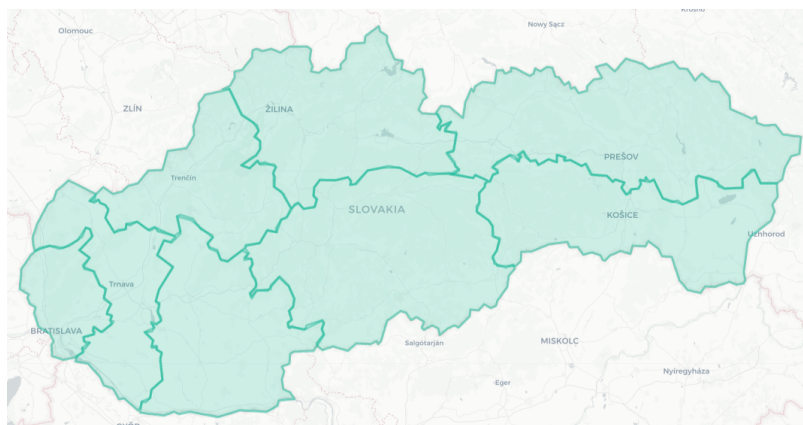 Olomouc
Nowy Sącz
ZLÍN
ŽILINA
PREŠOV
Trenčín
SLOVAKIA
KOŠICE
Uzhhorod
Trnava
BRATISLAVA
Salgótarján
MISKOLC
Nyíregyháza
Eger